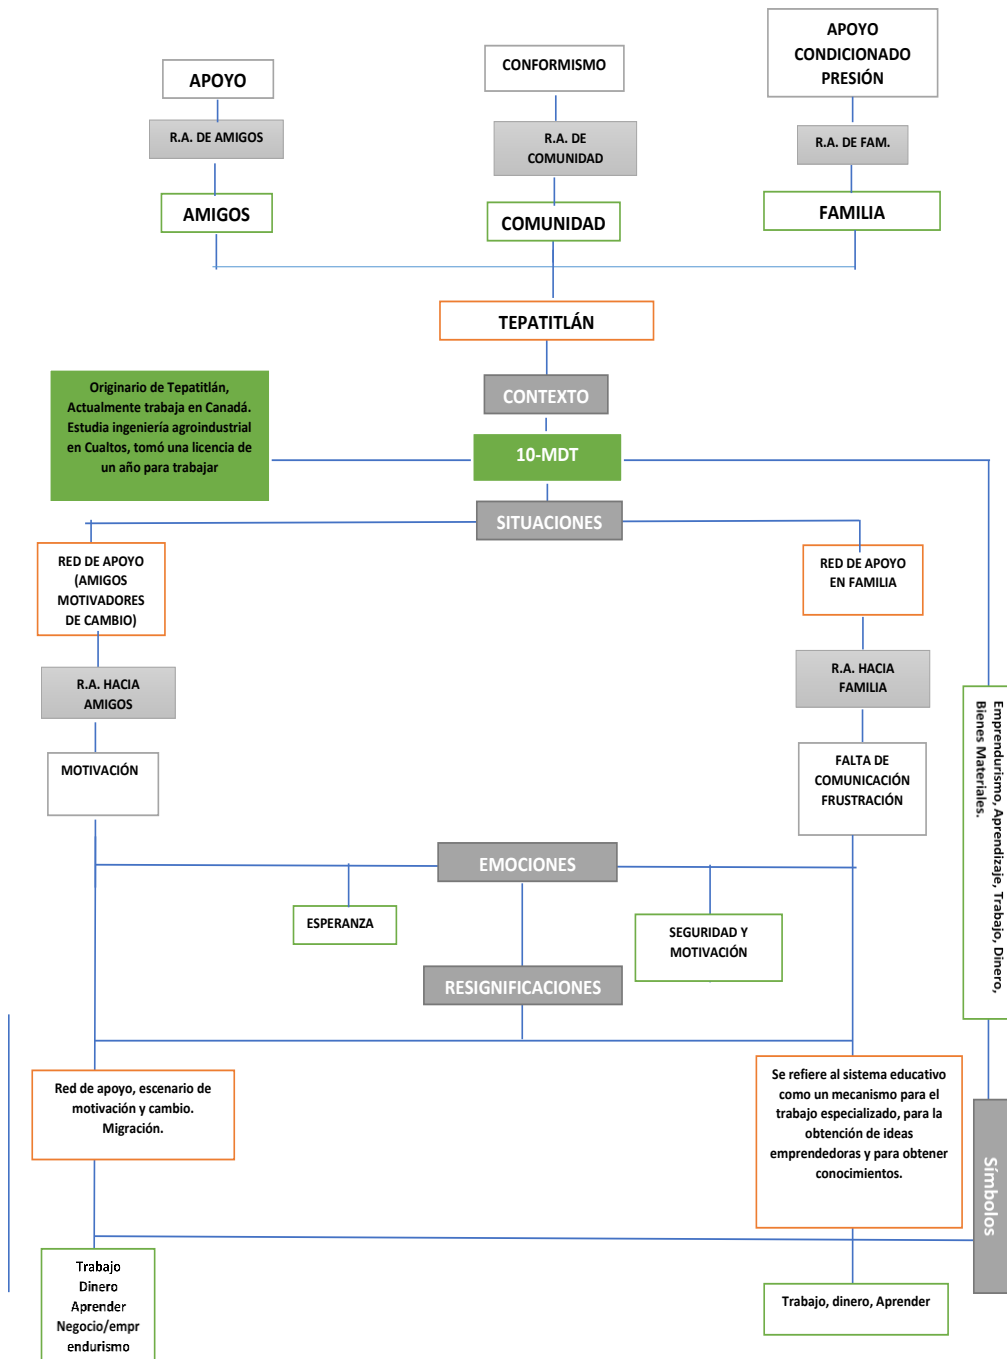 APOYO
CONDICIONADO
PRESIÓN
CONFORMISMO
APOYO
R.A. DE AMIGOS
R.A. DE
COMUNIDAD
R.A. DE FAM.
AMIGOS
COMUNIDAD
FAMILIA
TEPATITLÁN
CONTEXTO
Originario de Tepatitlán,
Actualmente trabaja en Canadá.
Estudia ingeniería agroindustrial
en Cualtos, tomó una licencia de
un año para trabajar
10-MDT
SITUACIONES
RED DE APOYO
(AMIGOS
MOTIVADORES
DE CAMBIO)
RED DE APOYO
EN FAMILIA
R.A. HACIA
AMIGOS
R.A. HACIA
FAMILIA
MOTIVACIÓN
FALTA DE
COMUNICACIÓN
FRUSTRACIÓN
Emprendurismo, Aprendizaje, Trabajo, Dinero,
Bienes Materiales.
EMOCIONES
ESPERANZA
SEGURIDAD Y
MOTIVACIÓN
RESIGNIFICACIONES
Red de apoyo, escenario de
motivación y cambio.
Migración.
Se refiere al sistema educativo
como un mecanismo para el
trabajo especializado, para la
obtención de ideas
emprendedoras y para obtener
conocimientos.
Símbolos
Trabajo
Dinero
Aprender
Negocio/empr
endurismo
Trabajo, dinero, Aprender